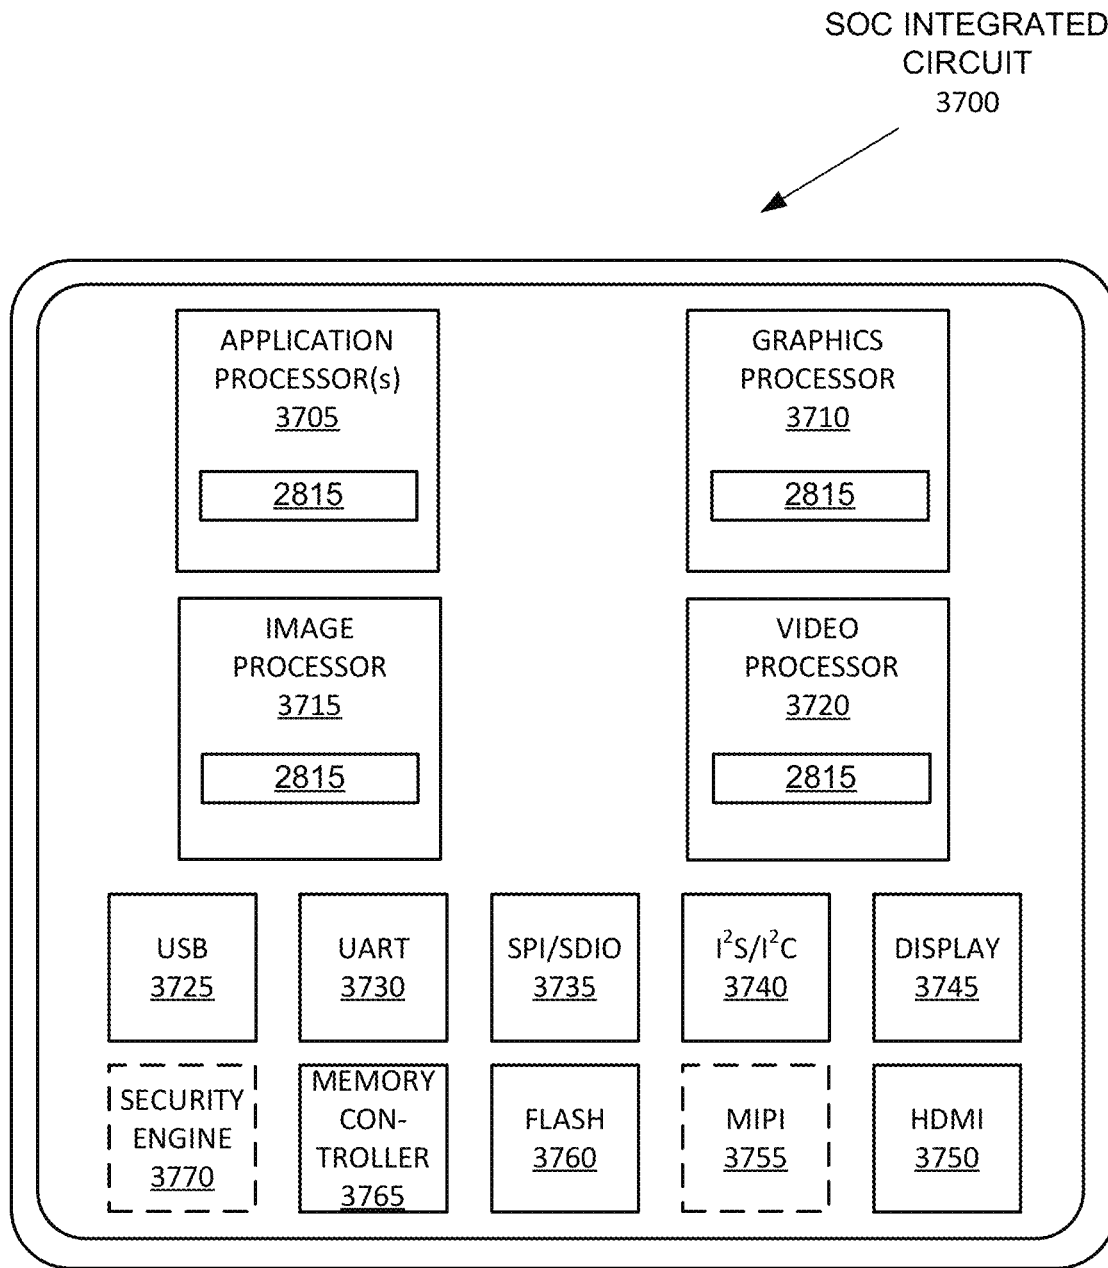 SOC INTEGRATED
CIRCUIT
3700
APPLICATION
PROCESSOR(s)
3705
2815
GRAPHICS
PROCESSOR
3710
2815
IMAGE
PROCESSOR
3715
2815
VIDEO
PROCESSOR
3720
2815
USB
3725
UART
3730
SPI/SDIO
3735
I²S/I²C
3740
DISPLAY
3745
SECURITY
ENGINE
3770
MEMORY
CON-
TROLLER
3765
FLASH
3760
MIPI
3755
HDMI
3750